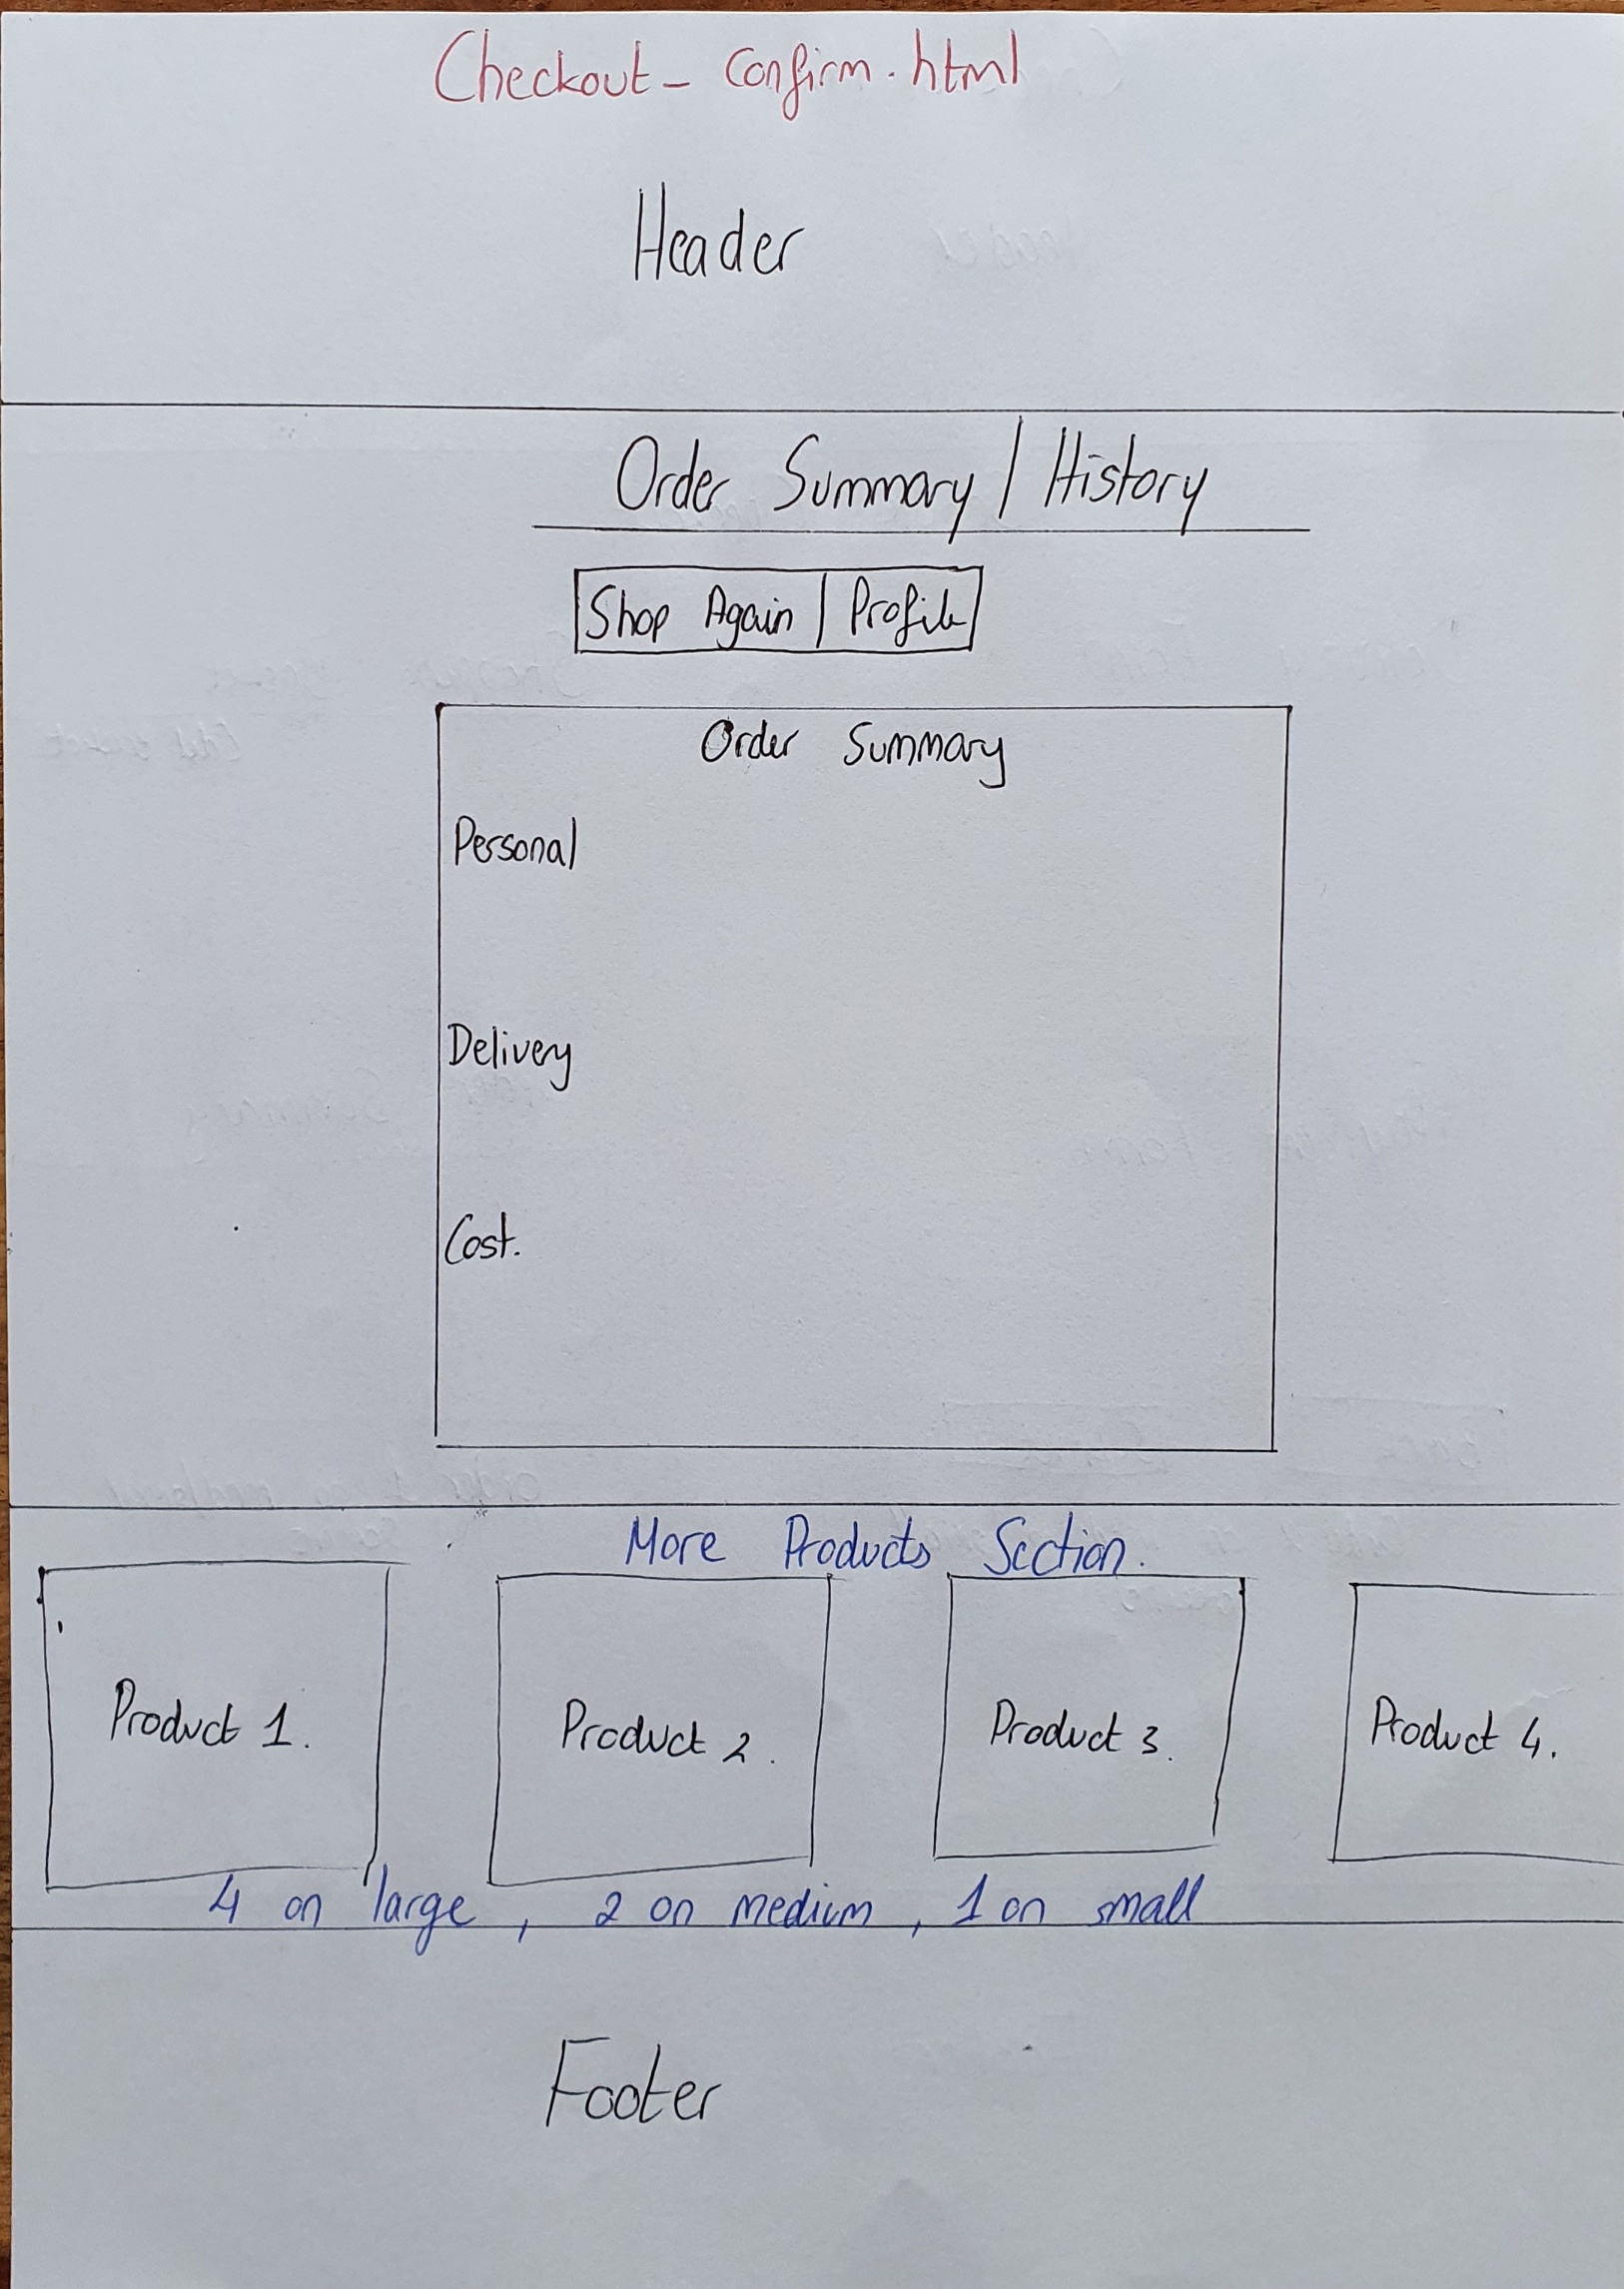 Checkout_ Confirm.html
Header
Order Summary / History
Shop Again | Profile
Order Summary
Personal
Delivery
Cost.
More Products Section.
Product 1.
Product 2.
Product 3.
Product 4.
4 on large, 2 on medium, 1 on small
Footer